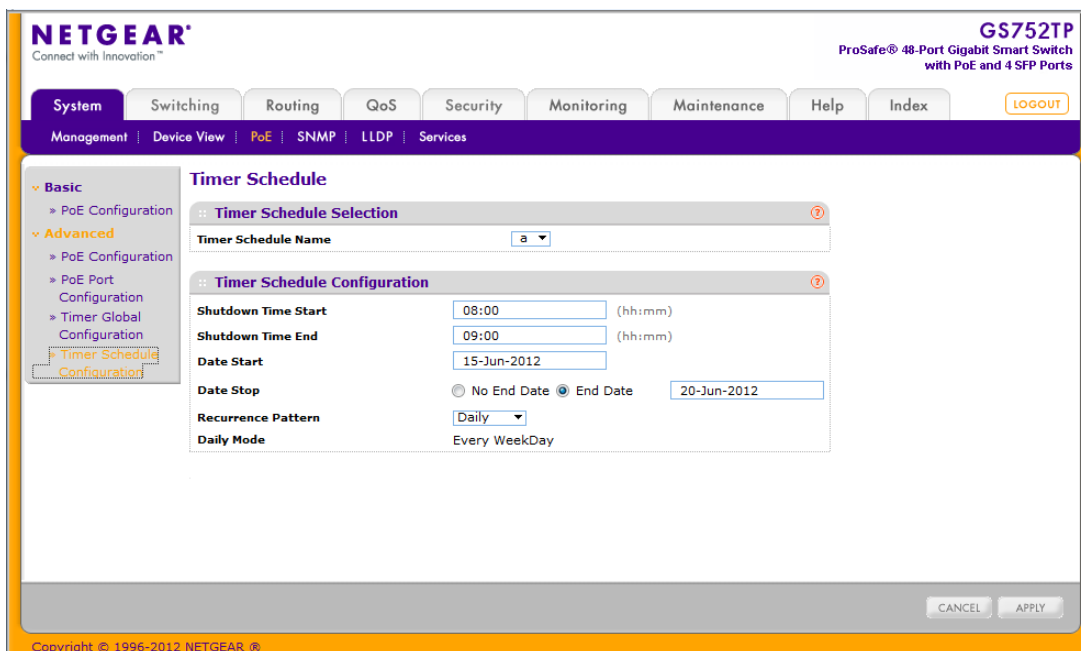 NETGEAR®
Connect with Innovation™
GS752TP
ProSafe® 48-Port Gigabit Smart Switch
with PoE and 4 SFP Ports
System Switching Routing QoS Security Monitoring Maintenance Help Index LOGOUT
Management Device View PoE SNMP LLDP Services
Basic
» PoE Configuration
Advanced
» PoE Configuration
» PoE Port
Configuration
» Timer Global
Configuration
» Timer Schedule
Configuration
Timer Schedule
Timer Schedule Selection ?
Timer Schedule Name a
Timer Schedule Configuration ?
Shutdown Time Start 08:00 (hh:mm)
Shutdown Time End 09:00 (hh:mm)
Date Start 15-Jun-2012
Date Stop No End Date End Date 20-Jun-2012
Recurrence Pattern Daily
Daily Mode Every WeekDay
CANCEL APPLY
Copyright © 1996-2012 NETGEAR ®